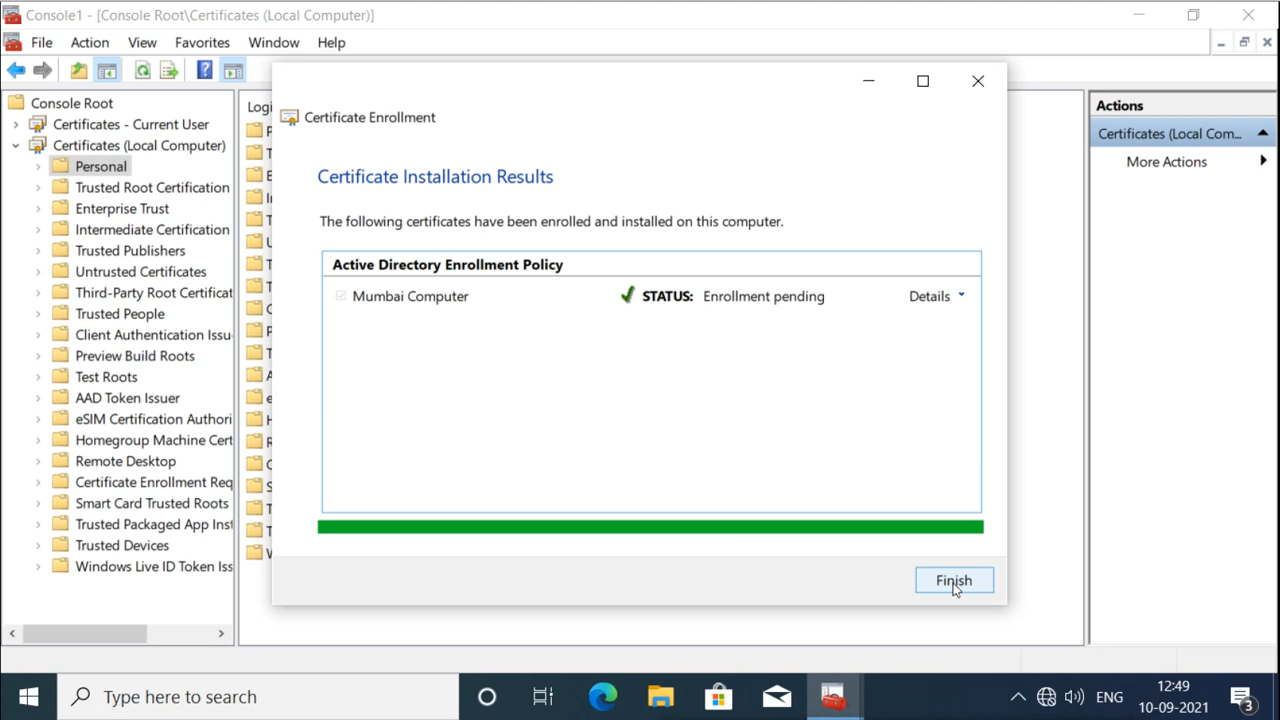 Console1 - [Console Root\Certificates (Local Computer)]
File Action View Favorites Window Help
Console Root
Certificates - Current User
Certificates (Local Computer)
Personal
Trusted Root Certification
Enterprise Trust
Intermediate Certification
Trusted Publishers
Untrusted Certificates
Third-Party Root Certificat
Trusted People
Client Authentication Issu
Preview Build Roots
Test Roots
AAD Token Issuer
eSIM Certification Authori
Homegroup Machine Cert
Remote Desktop
Certificate Enrollment Req
Smart Card Trusted Roots
Trusted Packaged App Inst
Trusted Devices
Windows Live ID Token Iss
Logi
Certificate Enrollment
Certificate Installation Results
The following certificates have been enrolled and installed on this computer.
Active Directory Enrollment Policy
Mumbai Computer STATUS: Enrollment pending Details
Finish
Actions
Certificates (Local Com...
More Actions
Type here to search
ENG
12:49
10-09-2021
3